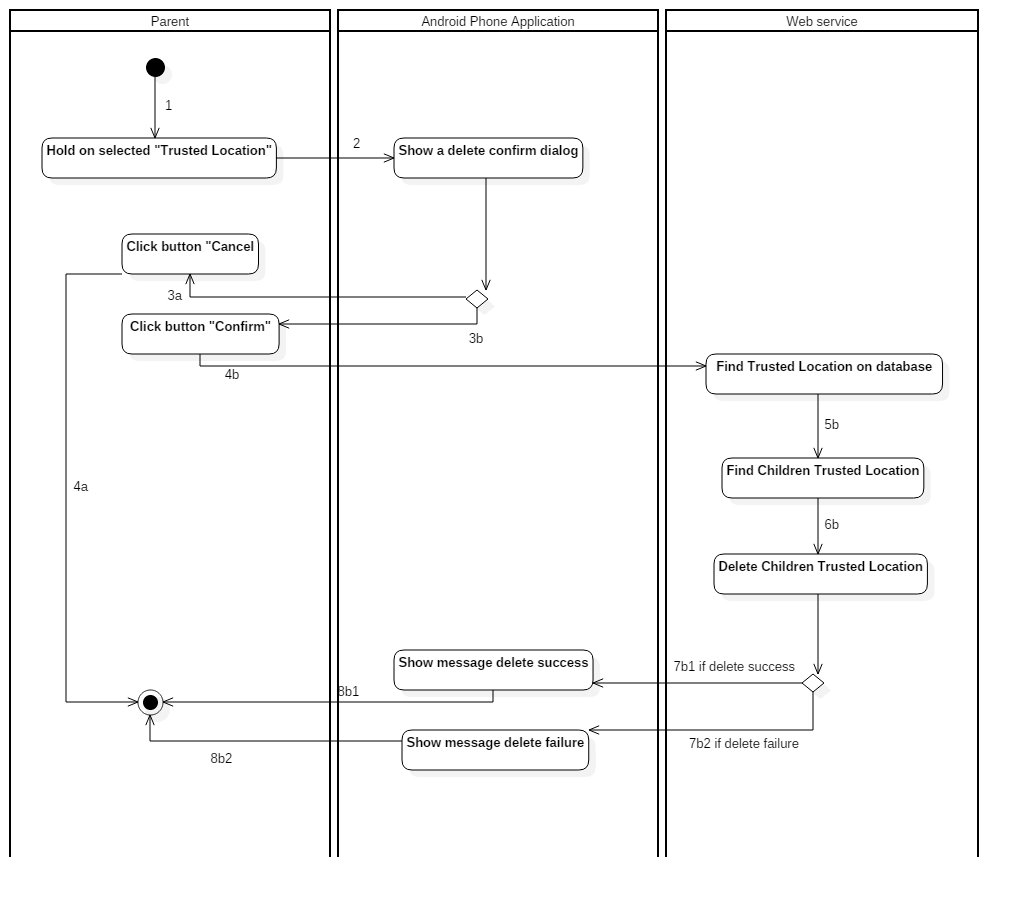 Parent
Android Phone Application
Web service
1
Hold on selected "Trusted Location"
2
Show a delete confirm dialog
Click button "Cancel
3a
Click button "Confirm"
3b
4b
Find Trusted Location on database
5b
Find Children Trusted Location
4a
6b
Delete Children Trusted Location
Show message delete success
7b1 if delete success
8b1
Show message delete failure
7b2 if delete failure
8b2